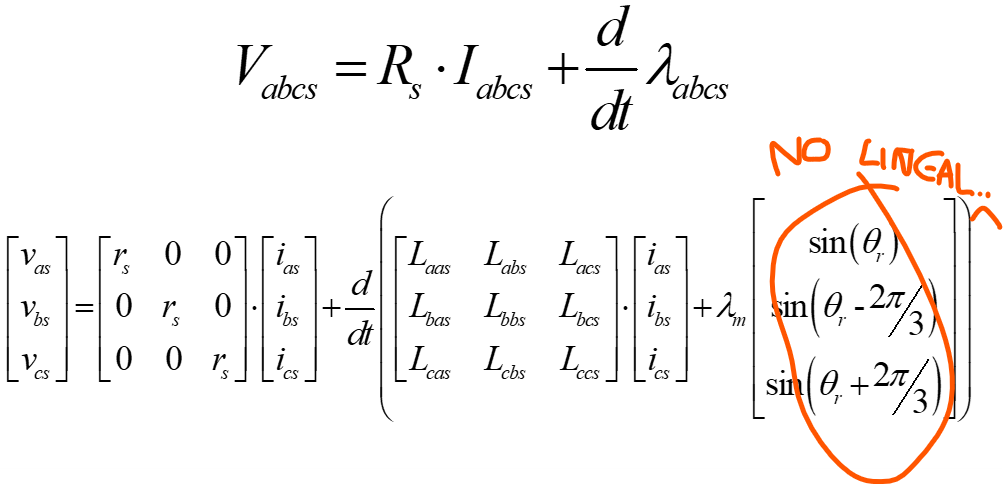 V_abcs = R_s · I_abcs + d/dt λ_abcs
NO LINEAL..
[v_as; v_bs; v_cs] = [r_s 0 0; 0 r_s 0; 0 0 r_s] · [i_as; i_bs; i_cs] + d/dt ( [L_aas L_abs L_acs; L_bas L_bbs L_bcs; L_cas L_cbs L_ccs] · [i_as; i_bs; i_cs] + λ_m [sin(θ_r); sin(θ_r - 2π/3); sin(θ_r + 2π/3)] )